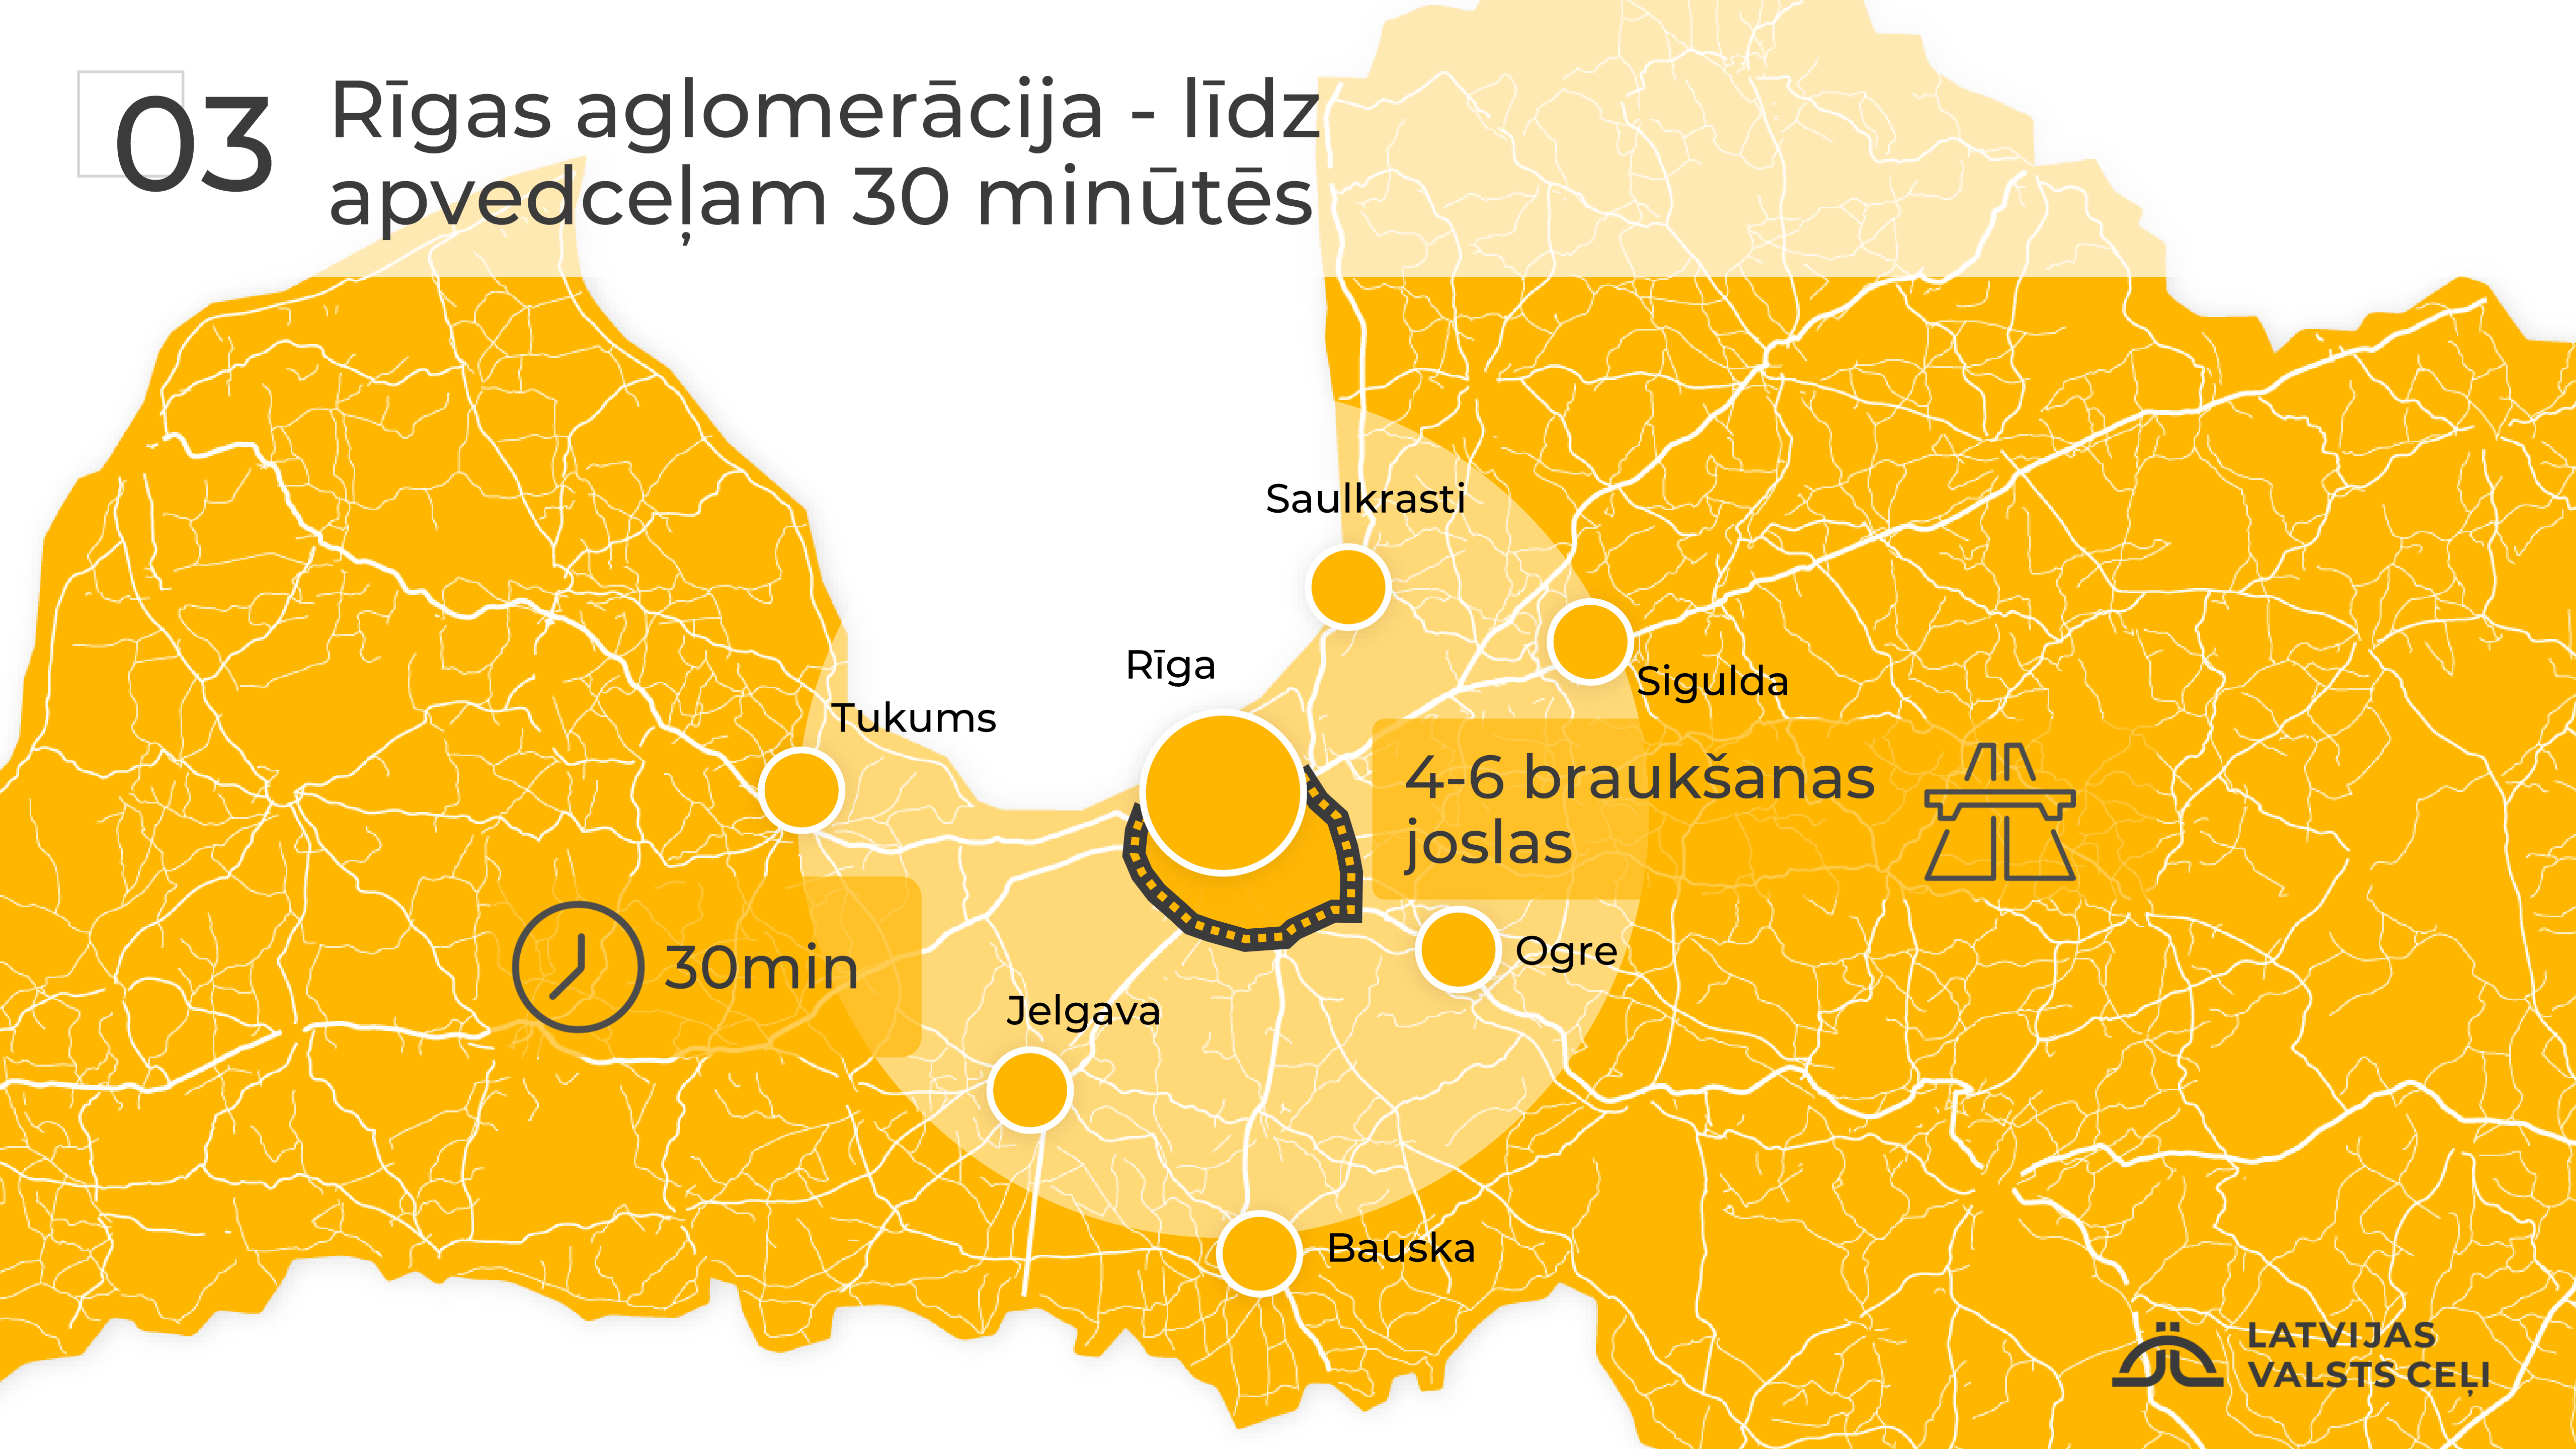 03
Rīgas aglomerācija - līdz
apvedceļam 30 minūtēs
Saulkrasti
Rīga
Sigulda
Tukums
4-6 braukšanas
joslas
Ogre
30min
Jelgava
Bauska
LATVIJAS
VALSTS CEĻI